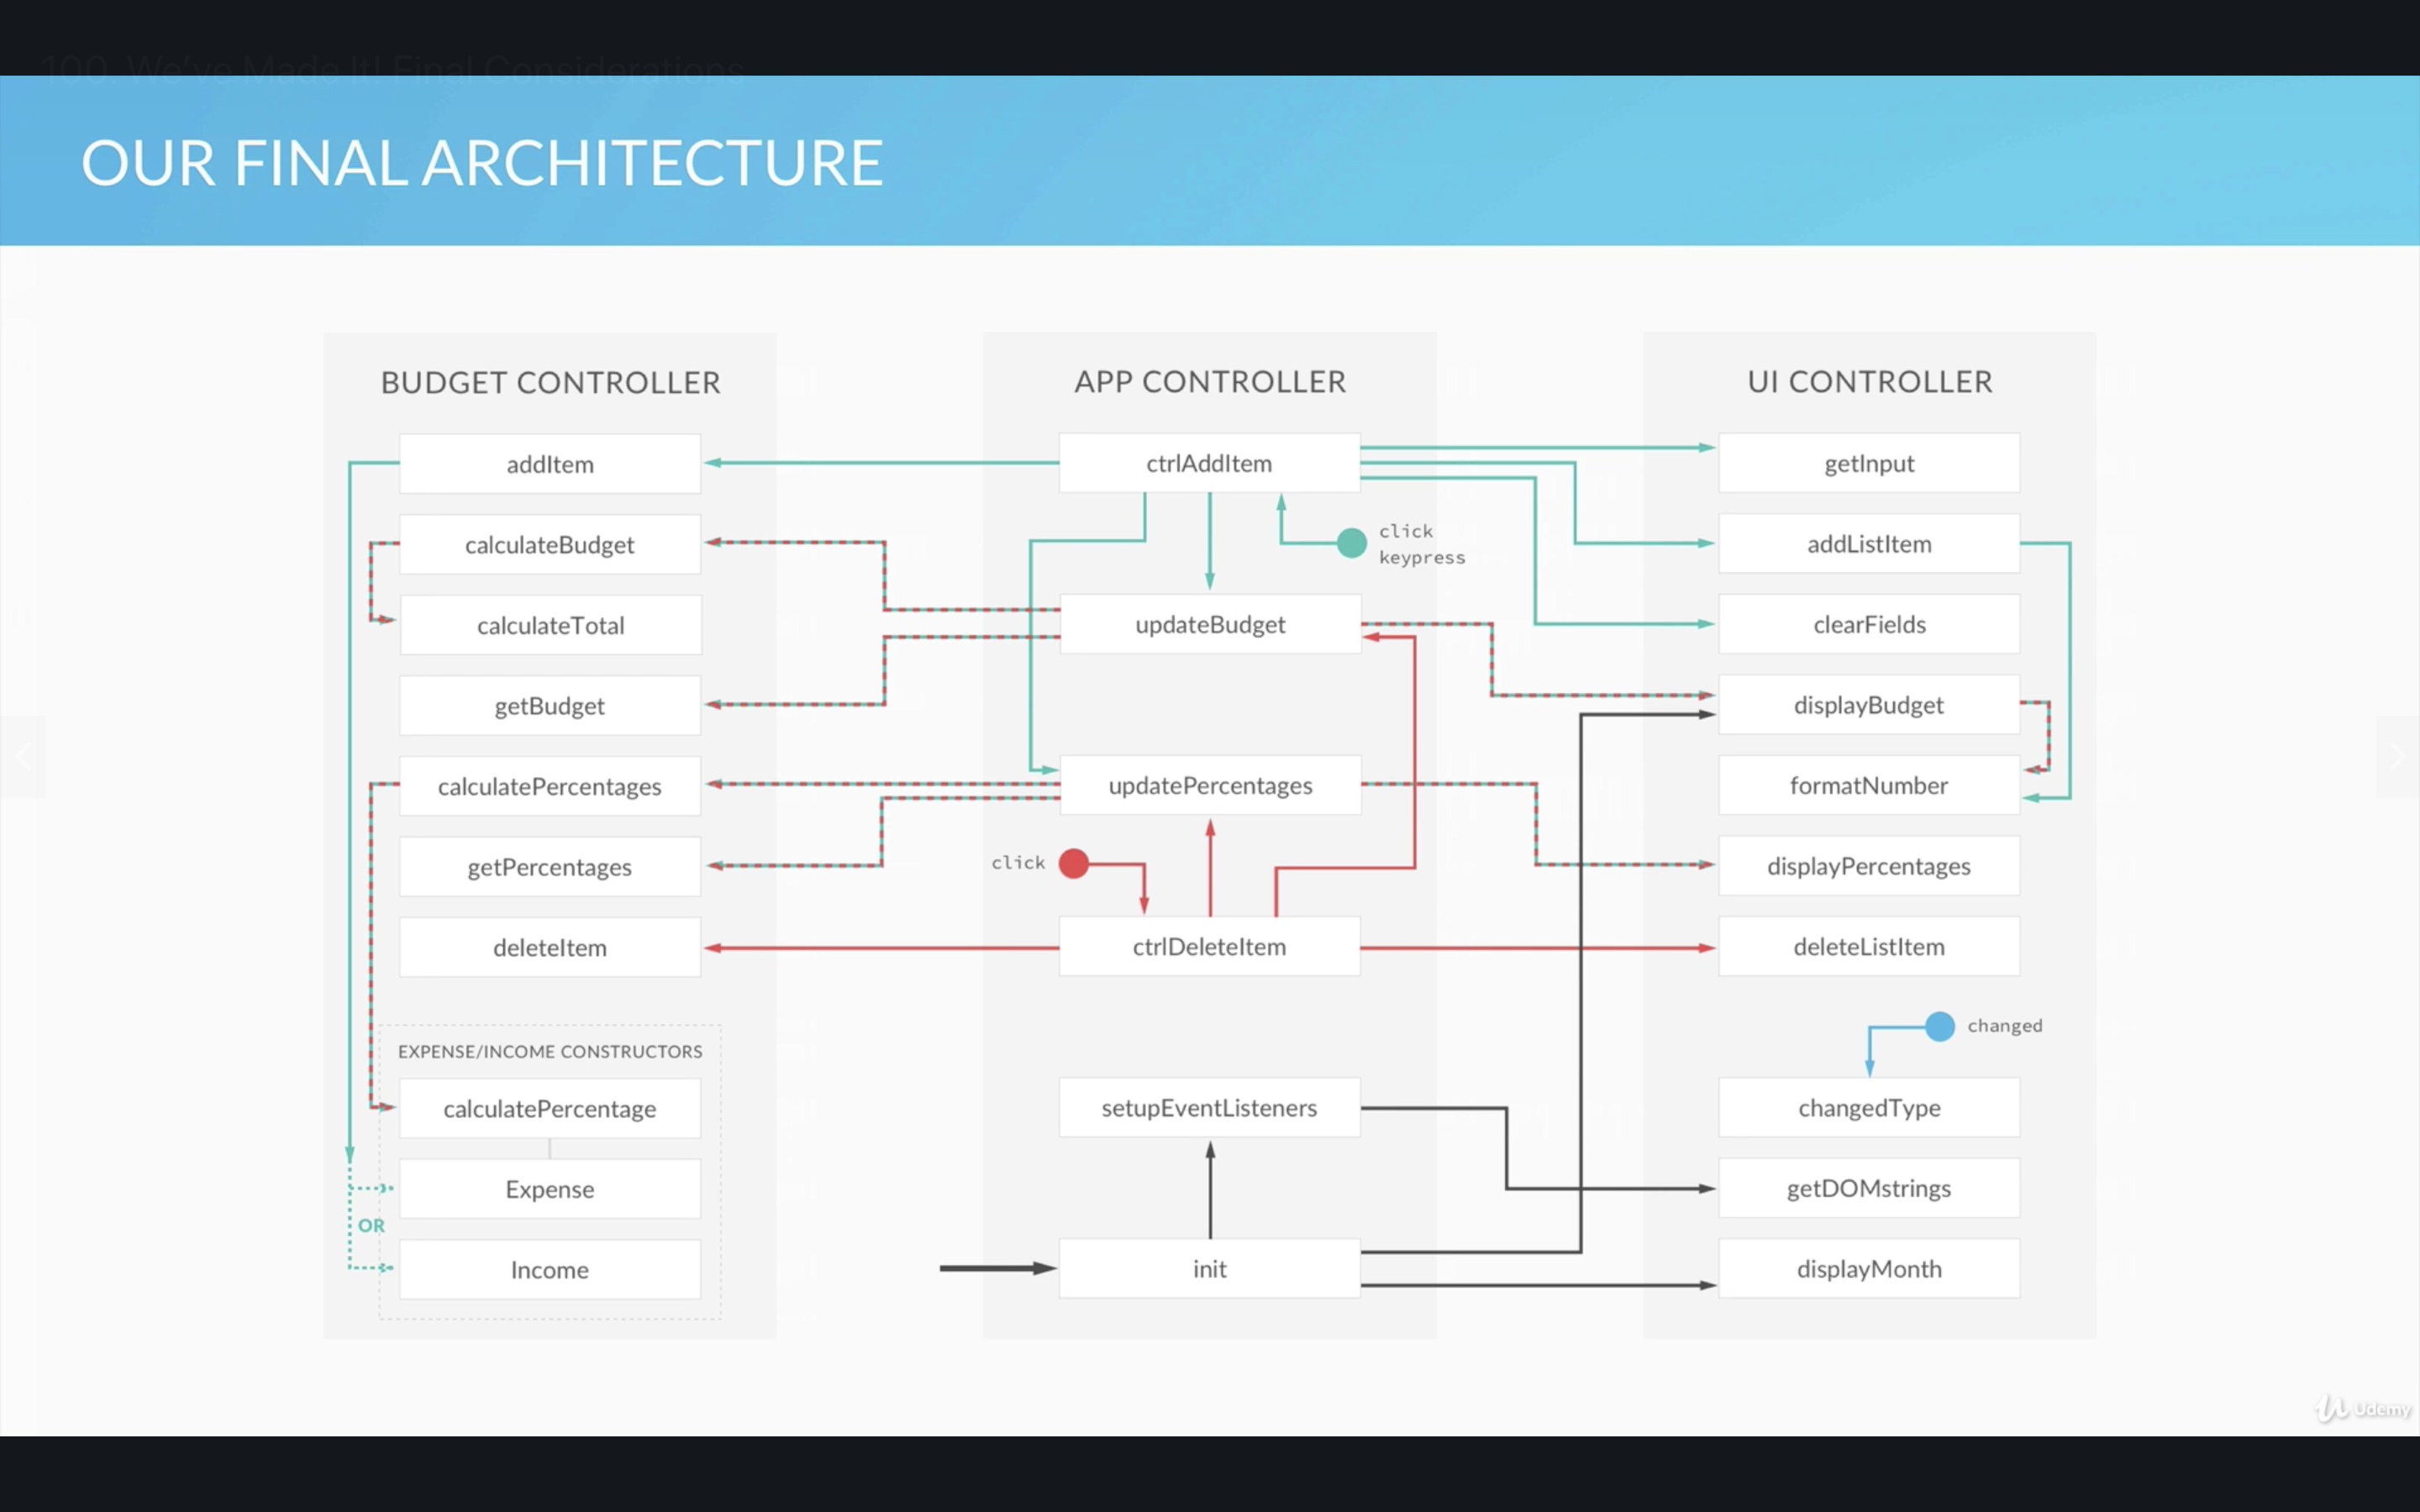 100. We've Made It! Final Considerations
OUR FINAL ARCHITECTURE
BUDGET CONTROLLER
addItem
calculateBudget
calculateTotal
getBudget
calculatePercentages
getPercentages
deleteItem
EXPENSE/INCOME CONSTRUCTORS
calculatePercentage
Expense
OR
Income
APP CONTROLLER
ctrlAddItem
click
keypress
updateBudget
updatePercentages
click
ctrlDeleteItem
setupEventListeners
init
UI CONTROLLER
getInput
addListItem
clearFields
displayBudget
formatNumber
displayPercentages
deleteListItem
changed
changedType
getDOMstrings
displayMonth
Udemy